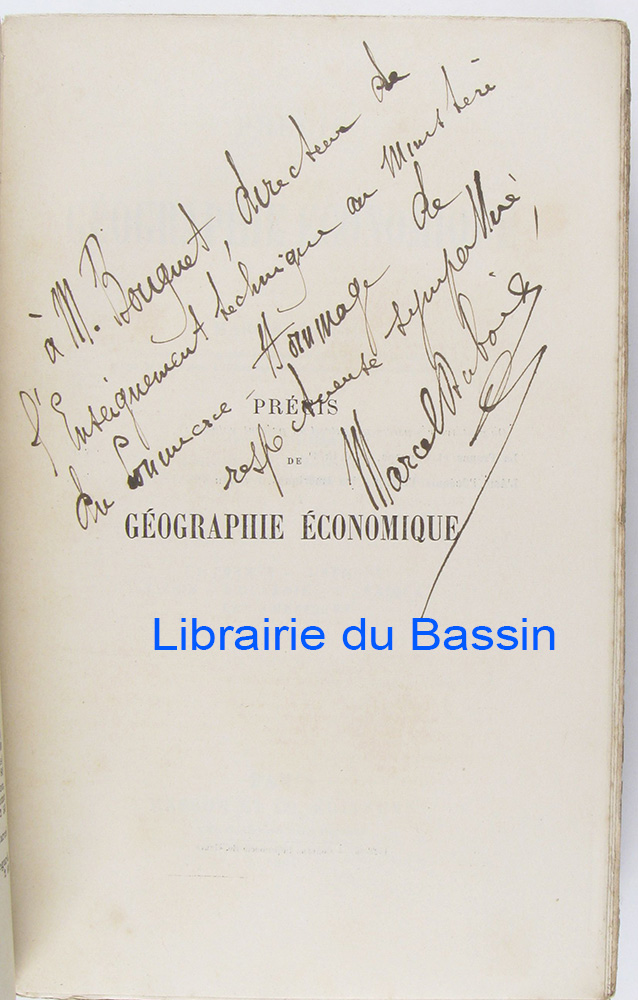 à M. Bouquet, directeur de
l'Enseignement technique au Ministère
du Commerce - Hommage de
respectueuse sympathie,
Marcel Dubois
PRÉCIS
DE
GÉOGRAPHIE ÉCONOMIQUE
Librairie du Bassin